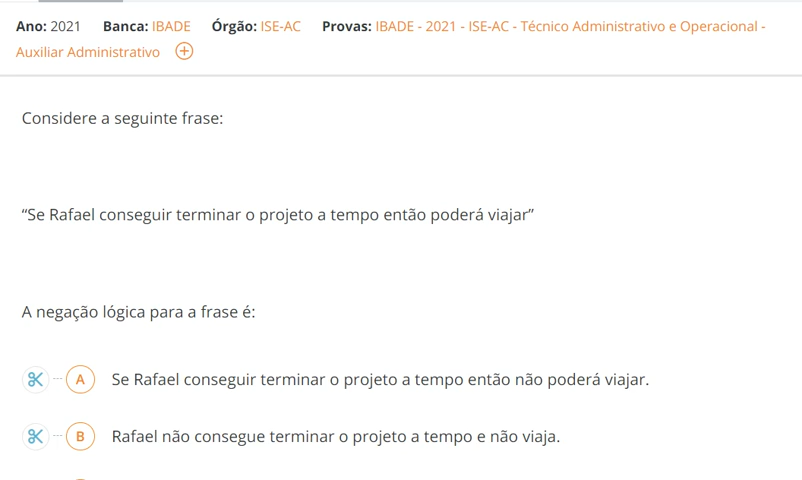 Ano: 2021 Banca: IBADE Órgão: ISE-AC Provas: IBADE - 2021 - ISE-AC - Técnico Administrativo e Operacional -
Auxiliar Administrativo
Considere a seguinte frase:
“Se Rafael conseguir terminar o projeto a tempo então poderá viajar”
A negação lógica para a frase é:
A Se Rafael conseguir terminar o projeto a tempo então não poderá viajar.
B Rafael não consegue terminar o projeto a tempo e não viaja.